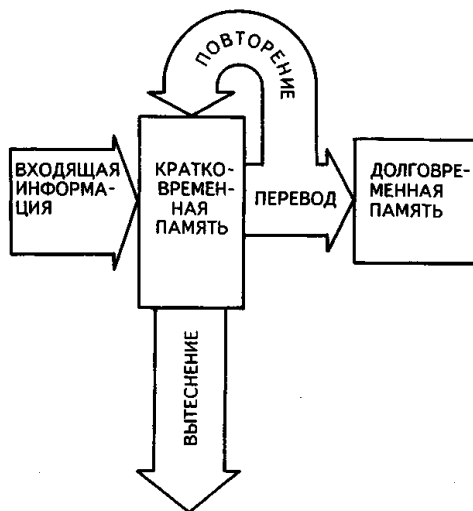 ПОВТОРЕНИЕ
ВХОДЯЩАЯ
ИНФОРМА-
ЦИЯ
КРАТКО-
ВРЕМЕН-
НАЯ
ПАМЯТЬ
ПЕРЕВОД
ДОЛГОВРЕ-
МЕННАЯ
ПАМЯТЬ
ВЫТЕСНЕНИЕ